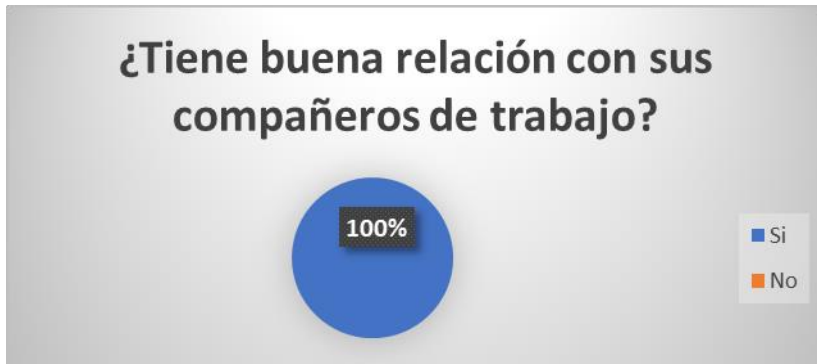 ¿Tiene buena relación con sus
compañeros de trabajo?
100%
Si
No